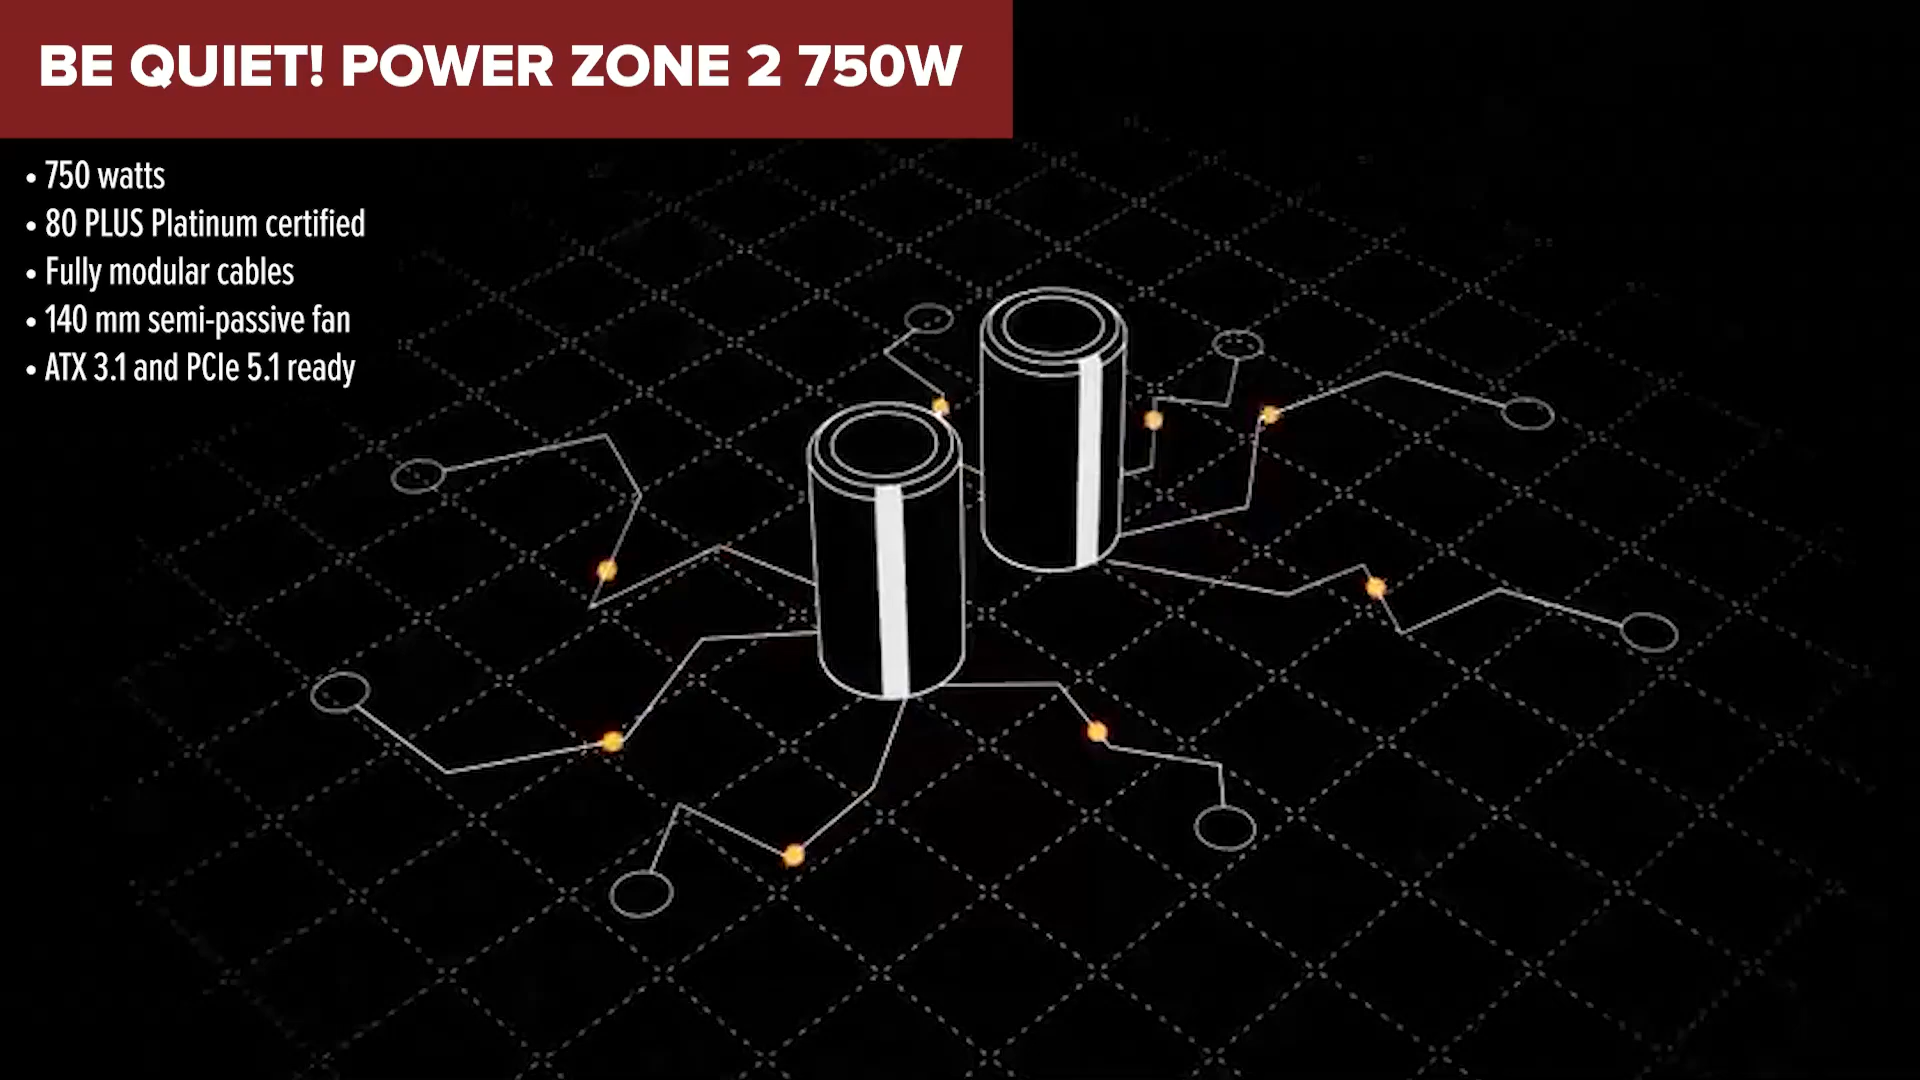 BE QUIET! POWER ZONE 2 750W
• 750 watts
• 80 PLUS Platinum certified
• Fully modular cables
• 140 mm semi-passive fan
• ATX 3.1 and PCIe 5.1 ready